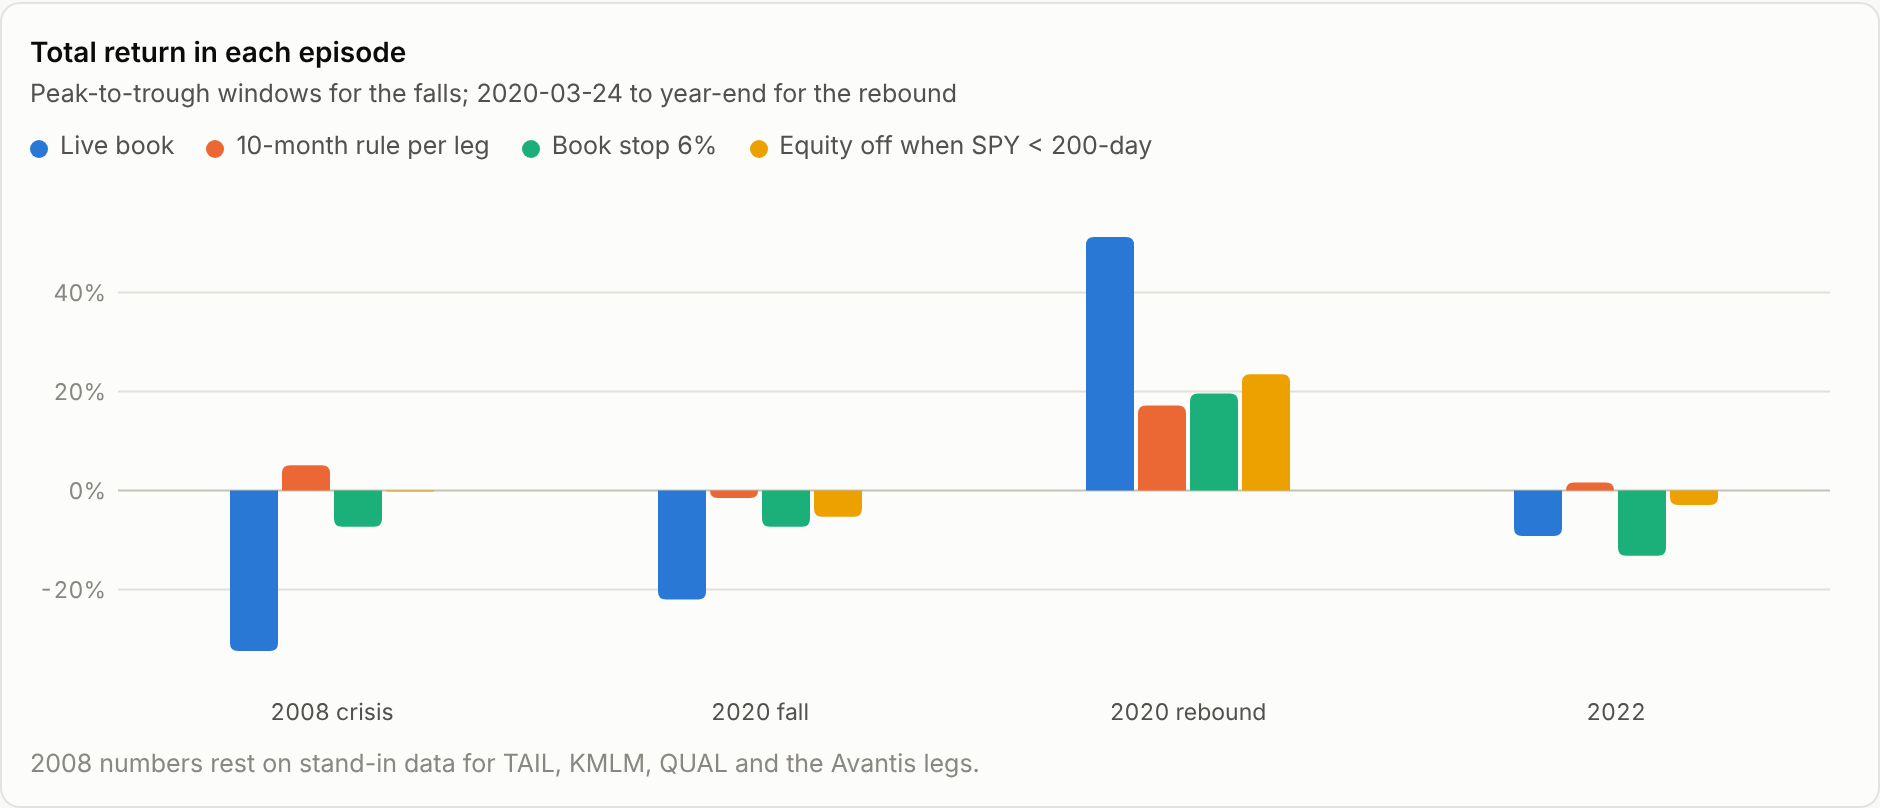 Total return in each episode
Peak-to-trough windows for the falls; 2020-03-24 to year-end for the rebound
Live book 10-month rule per leg Book stop 6% Equity off when SPY < 200-day
40%
20%
0%
-20%
2008 crisis 2020 fall 2020 rebound 2022
2008 numbers rest on stand-in data for TAIL, KMLM, QUAL and the Avantis legs.